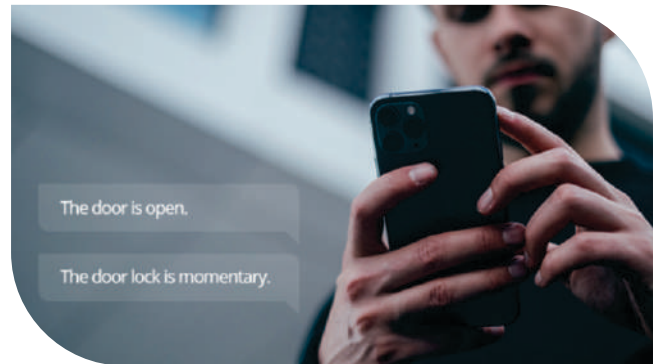 The door is open.
The door lock is momentary.